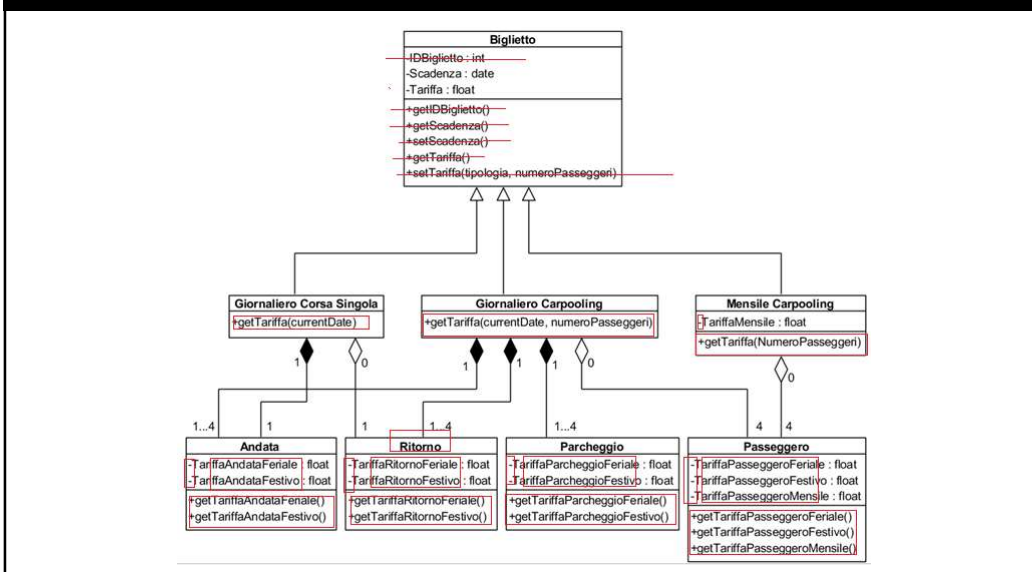 Biglietto
-IDBiglietto : int
-Scadenza : date
-Tariffa : float
+getIDBiglietto()
+getScadenza()
+setScadenza()
+getTariffa()
+setTariffa(tipologia, numeroPasseggeri)
Giornaliero Corsa Singola
+getTariffa(currentDate)
Giornaliero Carpooling
+getTariffa(currentDate, numeroPasseggeri)
Mensile Carpooling
-TariffaMensile : float
+getTariffa(NumeroPasseggeri)
1 0 1 1 1 0 0
1...4 1 1 1...4 1...4 4 4
Andata
-TariffaAndataFeriale : float
-TariffaAndataFestivo : float
+getTariffaAndataFeriale()
+getTariffaAndataFestivo()
Ritorno
-TariffaRitornoFeriale : float
-TariffaRitornoFestivo : float
+getTariffaRitornoFeriale()
+getTariffaRitornoFestivo()
Parcheggio
-TariffaParcheggioFeriale : float
-TariffaParcheggioFestivo : float
+getTariffaParcheggioFeriale()
+getTariffaParcheggioFestivo()
Passeggero
-TariffaPasseggeroFeriale : float
-TariffaPasseggeroFestivo : float
-TariffaPasseggeroMensile : float
+getTariffaPasseggeroFeriale()
+getTariffaPasseggeroFestivo()
+getTariffaPasseggeroMensile()